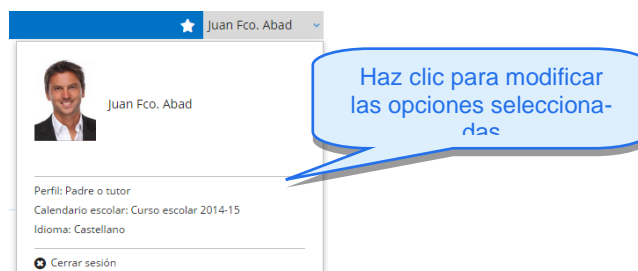 Juan Fco. Abad
Juan Fco. Abad
Haz clic para modificar
las opciones selecciona-
das
Perfil: Padre o tutor
Calendario escolar: Curso escolar 2014-15
Idioma: Castellano
Cerrar sesión